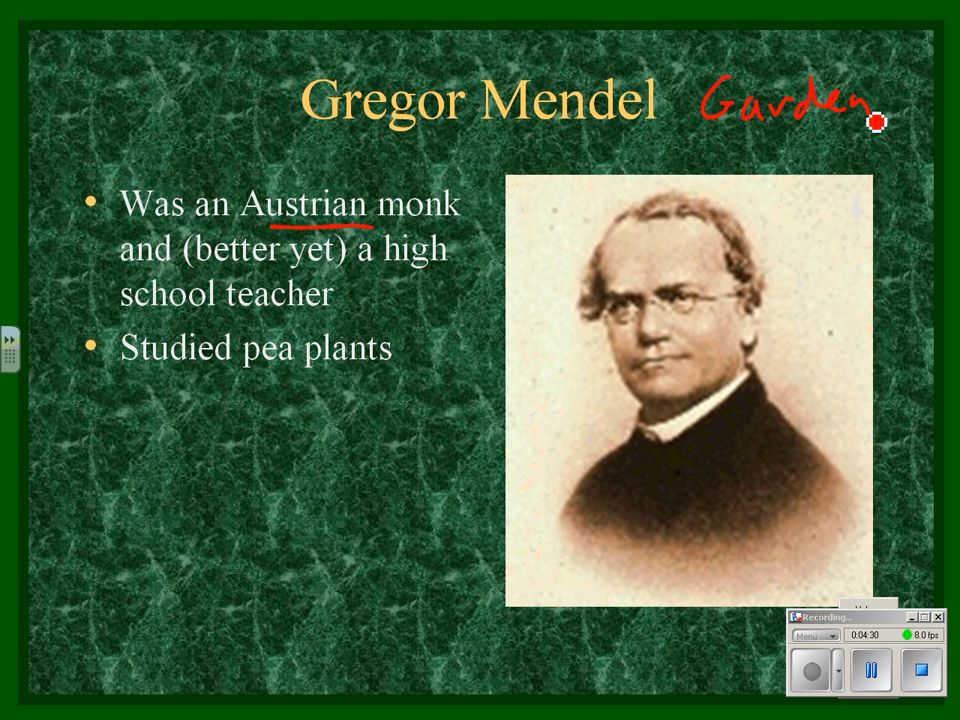 Gregor Mendel Garden
• Was an Austrian monk
and (better yet) a high
school teacher
• Studied pea plants
Recording...
Menu
0:04:30
8.0 fps